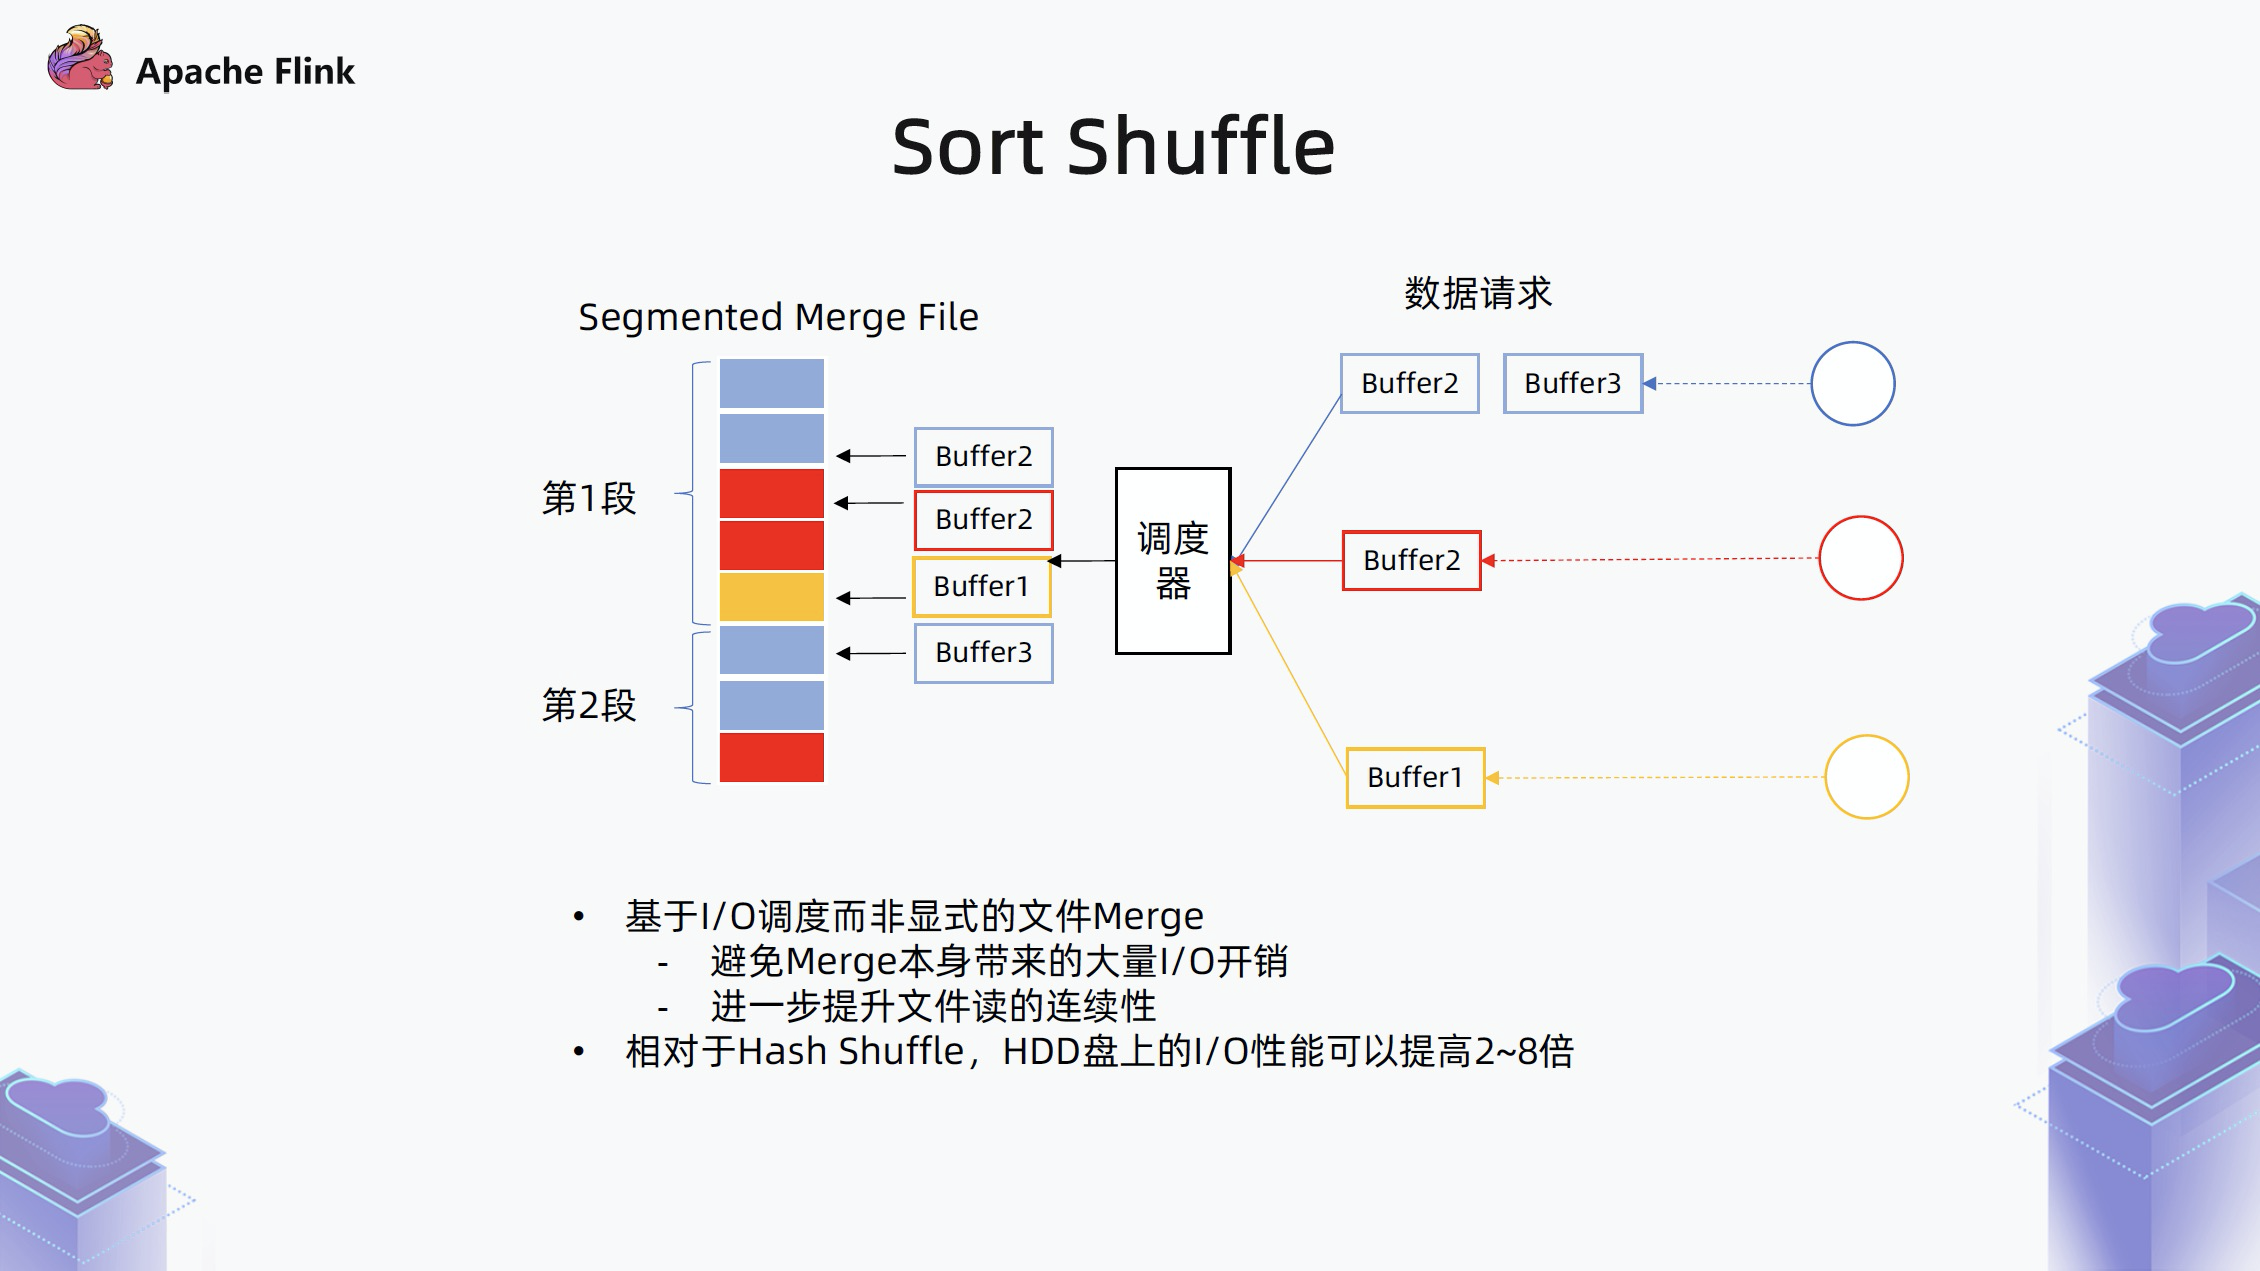 Apache Flink
Sort Shuffle
Segmented Merge File
数据请求
第1段
第2段
Buffer2
Buffer2
Buffer1
Buffer3
调度
器
Buffer2
Buffer3
Buffer2
Buffer1
• 基于I/O调度而非显式的文件Merge
- 避免Merge本身带来的大量I/O开销
- 进一步提升文件读的连续性
• 相对于Hash Shuffle，HDD盘上的I/O性能可以提高2~8倍